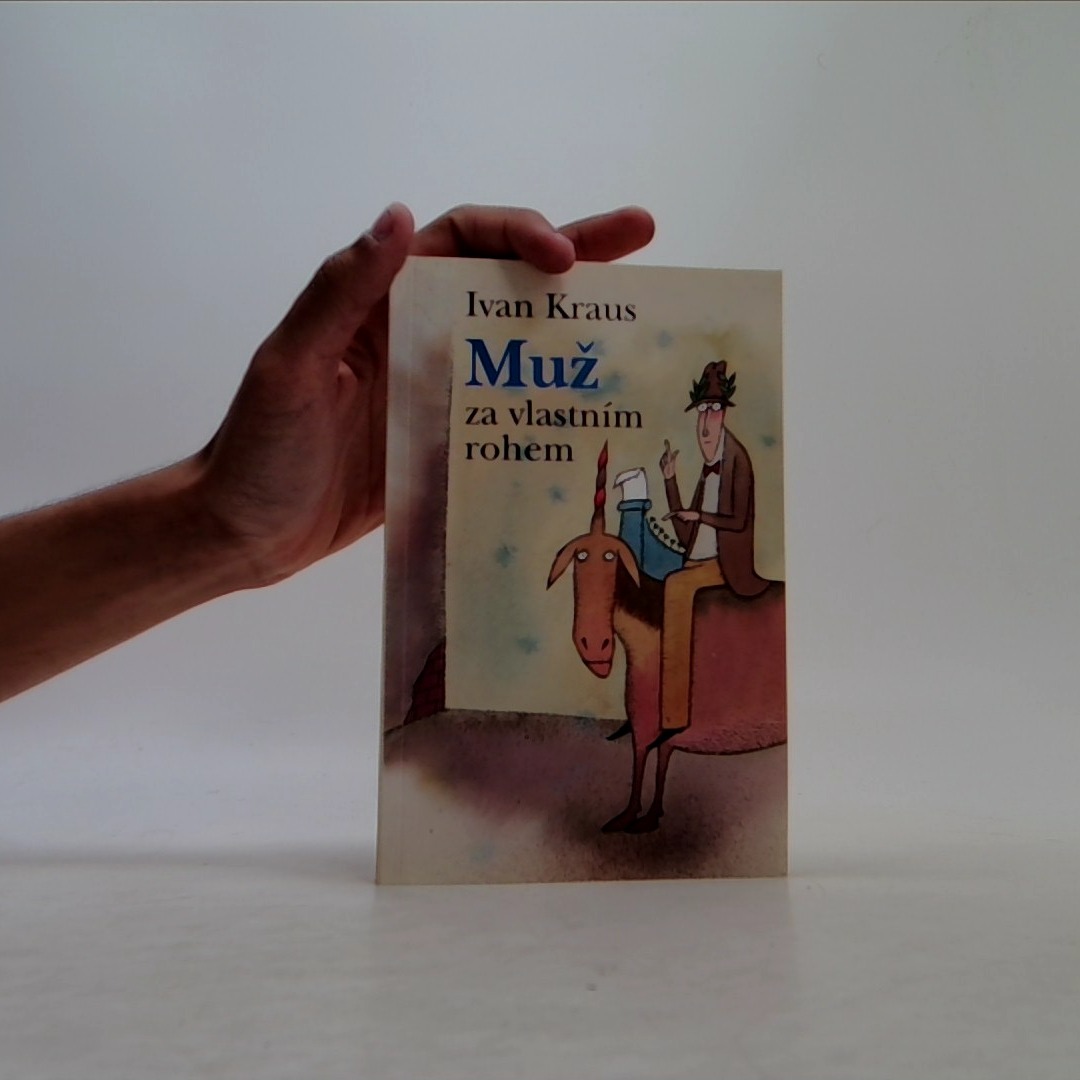 Ivan Kraus
Muž
za vlastním
rohem